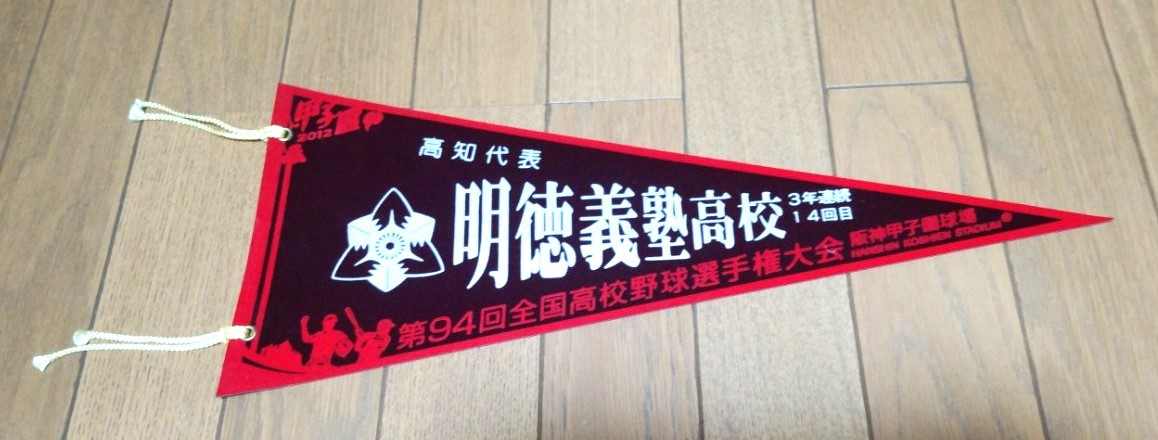 甲子園
2012
高知代表
明徳義塾高校
3年連続
14回目
第94回全国高校野球選手権大会
阪神甲子園球場
HANSHIN KOSHIEN STADIUM®